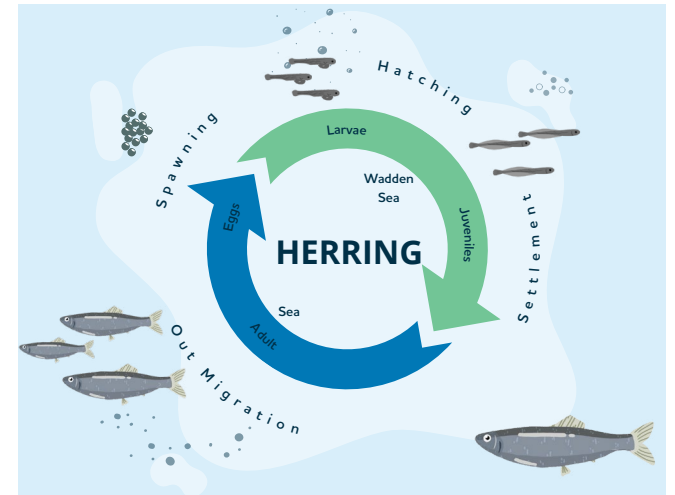 Hatching
Spawning
Larvae
Wadden
Sea
Eggs
Juveniles
Settlement
HERRING
Sea
Adult
Out Migration